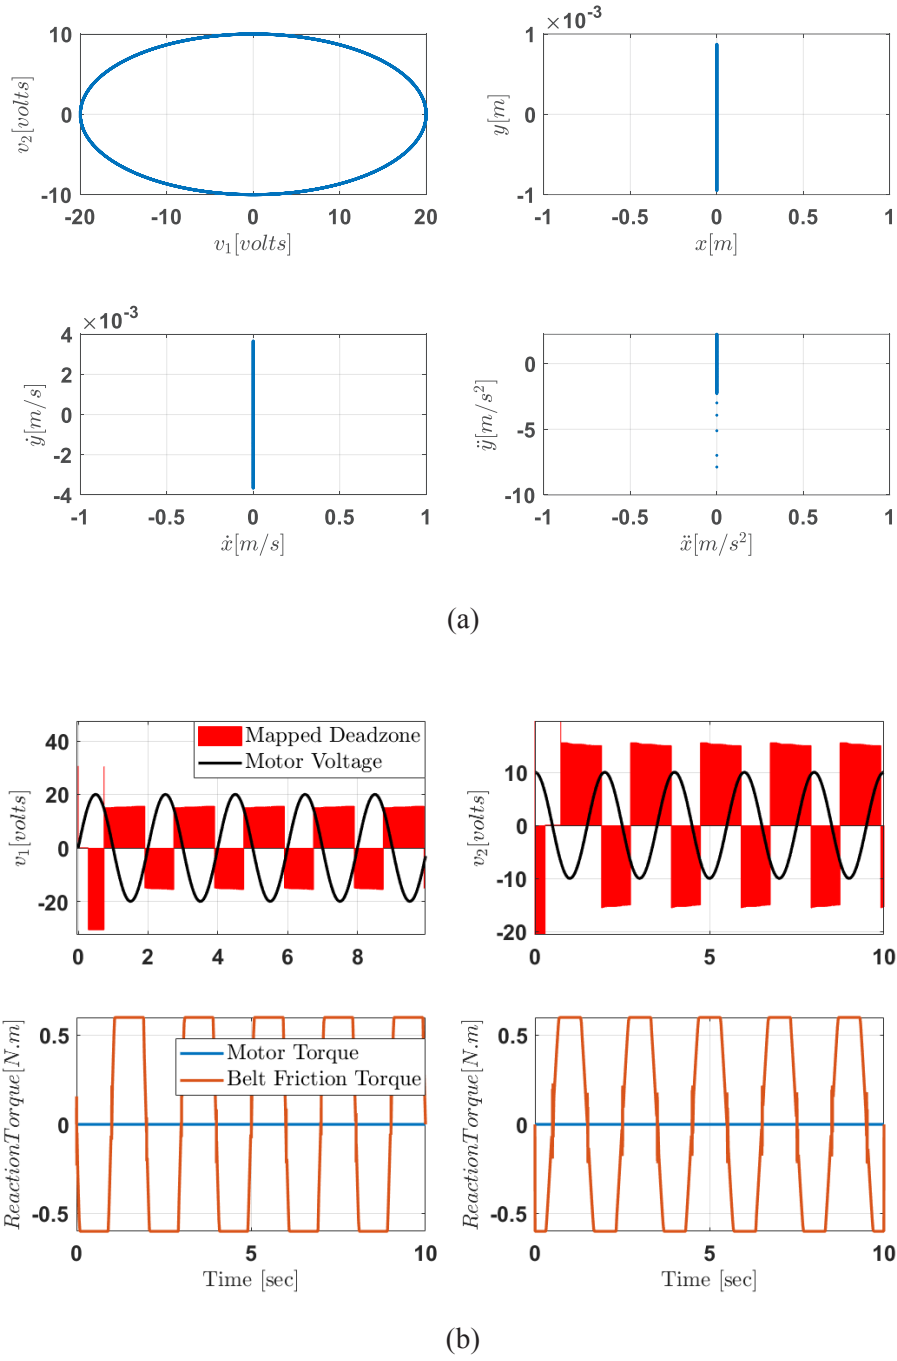 10
0
-10
v₂[volts]
-20 -10 0 10 20
v₁[volts]
×10⁻³
1
0
-1
y[m]
-1 -0.5 0 0.5 1
x[m]
×10⁻³
4
2
0
-2
-4
ẏ[m/s]
-1 -0.5 0 0.5 1
ẋ[m/s]
0
-5
-10
ÿ[m/s²]
-1 -0.5 0 0.5 1
ẍ[m/s²]
(a)
Mapped Deadzone
Motor Voltage
40
20
0
-20
v₁[volts]
0 2 4 6 8
10
0
-10
-20
v₂[volts]
0 5 10
Motor Torque
Belt Friction Torque
0.5
0
-0.5
ReactionTorque[N.m]
0 5 10
Time [sec]
0.5
0
-0.5
ReactionTorque[N.m]
0 5 10
Time [sec]
(b)